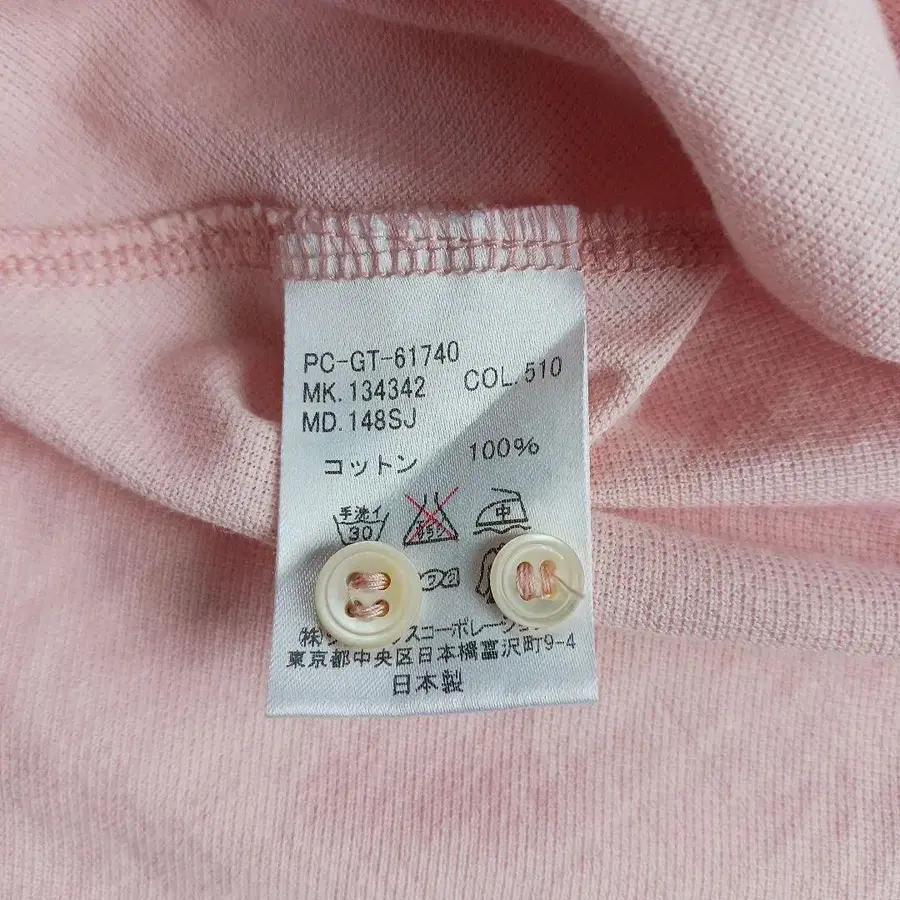 PC-GT-61740
MK.134342 COL.510
MD.148SJ
コットン 100%
手洗イ
30
中
東京都中央区日本橋富沢町9-4
日本製